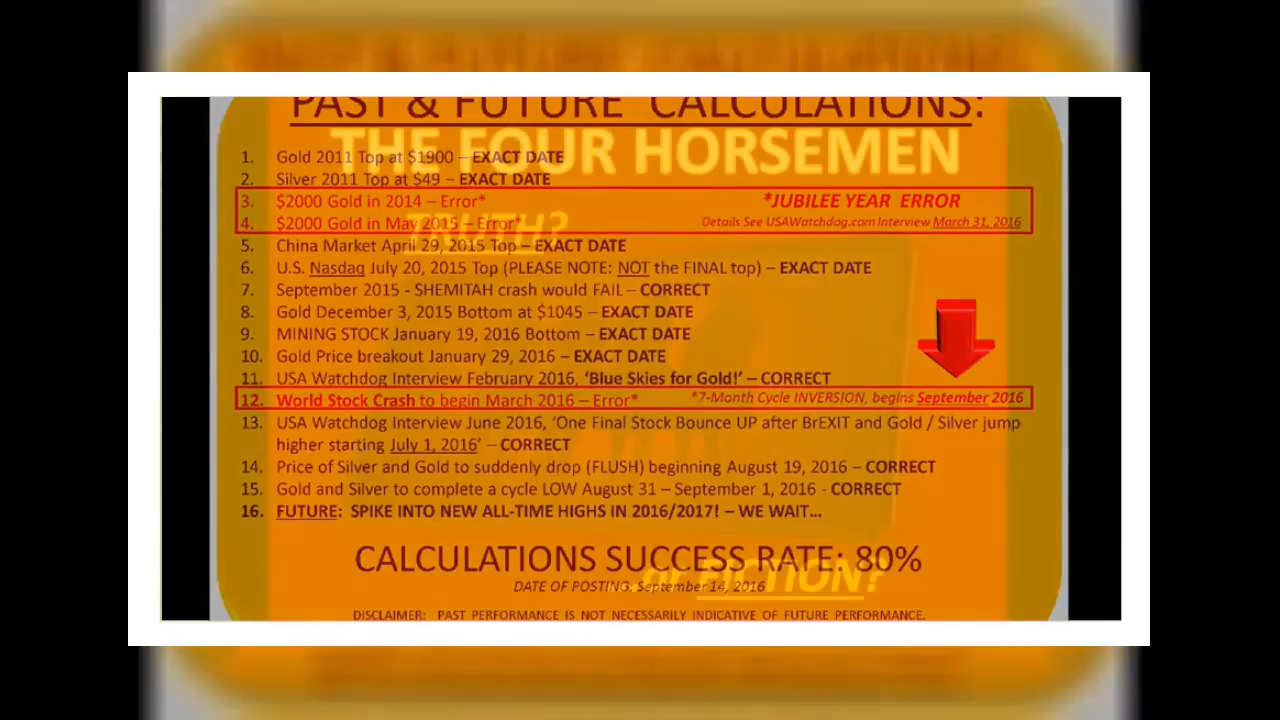 PAST & FUTURE CALCULATIONS:
THE FOUR HORSEMEN
1. Gold 2011 Top at $1900 – EXACT DATE
2. Silver 2011 Top at $49 – EXACT DATE
3. $2000 Gold in 2014 – Error*
*JUBILEE YEAR ERROR
4. $2000 Gold in May 2015 – Error*
Details See USAWatchdog.com Interview March 31, 2016
TRUTH?
5. China Market April 29, 2015 Top – EXACT DATE
6. U.S. Nasdaq July 20, 2015 Top (PLEASE NOTE: NOT the FINAL top) – EXACT DATE
7. September 2015 - SHEMITAH crash would FAIL – CORRECT
8. Gold December 3, 2015 Bottom at $1045 – EXACT DATE
9. MINING STOCK January 19, 2016 Bottom – EXACT DATE
10. Gold Price breakout January 29, 2016 – EXACT DATE
11. USA Watchdog Interview February 2016, ‘Blue Skies for Gold!’ – CORRECT
12. World Stock Crash to begin March 2016 – Error*
*7-Month Cycle INVERSION, begins September 2016
13. USA Watchdog Interview June 2016, ‘One Final Stock Bounce UP after BrEXIT and Gold / Silver jump
higher starting July 1, 2016’ – CORRECT
14. Price of Silver and Gold to suddenly drop (FLUSH) beginning August 19, 2016 – CORRECT
15. Gold and Silver to complete a cycle LOW August 31 – September 1, 2016 - CORRECT
16. FUTURE: SPIKE INTO NEW ALL-TIME HIGHS IN 2016/2017! – WE WAIT...
CALCULATIONS SUCCESS RATE: 80%
...or FICTION?
DATE OF POSTING: September 14, 2016
DISCLAIMER: PAST PERFORMANCE IS NOT NECESSARILY INDICATIVE OF FUTURE PERFORMANCE.